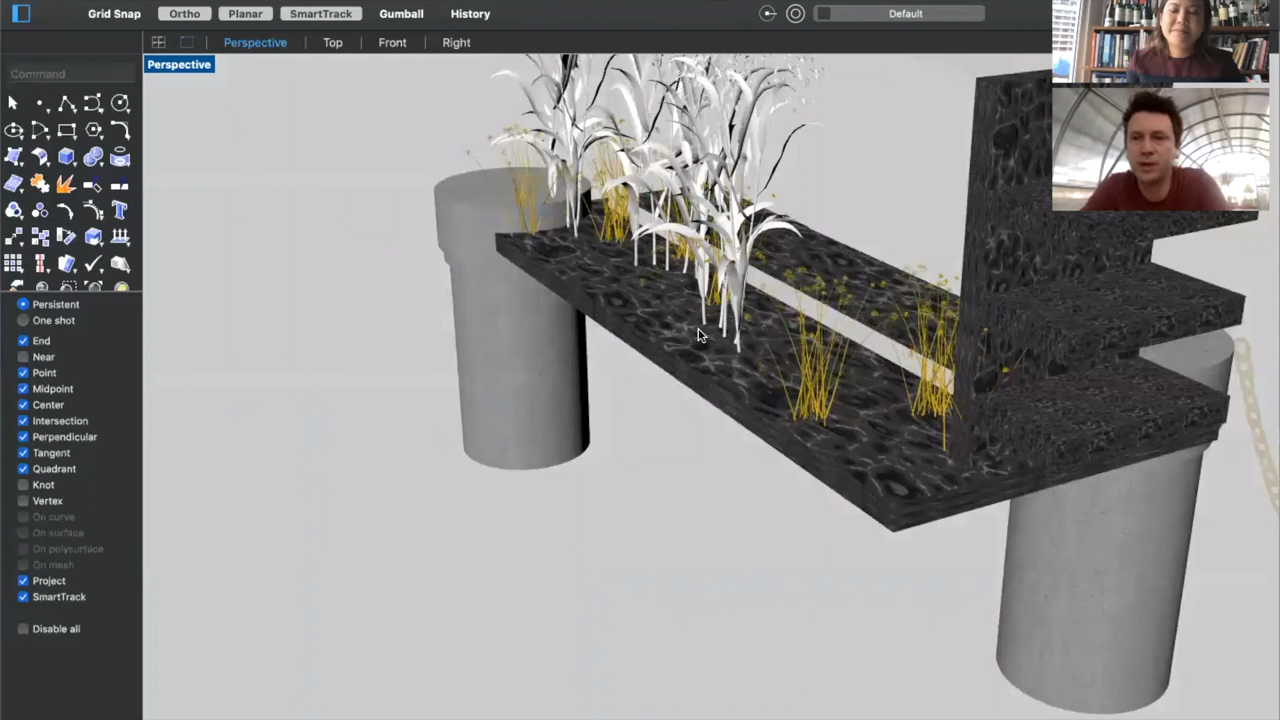 Grid Snap Ortho Planar SmartTrack Gumball History Default
Perspective Top Front Right
Perspective
Command
Persistent
One shot
End
Near
Point
Midpoint
Center
Intersection
Perpendicular
Tangent
Quadrant
Knot
Vertex
On curve
On surface
On polysurface
On mesh
Project
SmartTrack
Disable all